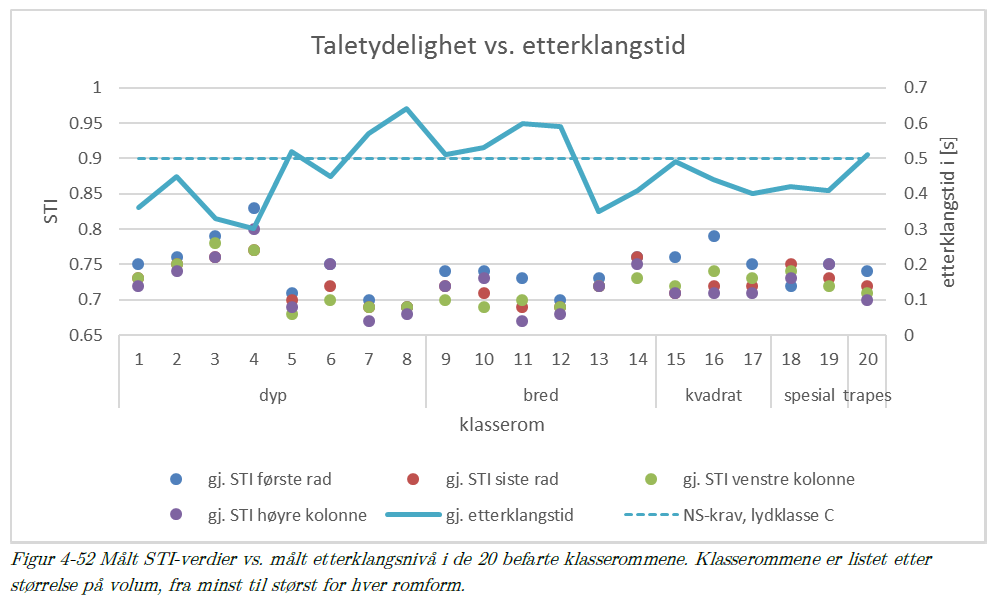 Taletydelighet vs. etterklangstid
1 0.7
0.95 0.6
0.9 0.5
0.85 0.4
0.8 0.3
0.75 0.2
0.7 0.1
0.65 0
STI
etterklangstid i [s]
1 2 3 4 5 6 7 8 9 10 11 12 13 14 15 16 17 18 19 20
dyp bred kvadrat spesial trapes
klasserom
gj. STI første rad gj. STI siste rad gj. STI venstre kolonne
gj. STI høyre kolonne gj. etterklangstid NS-krav, lydklasse C
Figur 4-52 Målt STI-verdier vs. målt etterklangsnivå i de 20 befarte klasserommene. Klasserommene er listet etter
størrelse på volum, fra minst til størst for hver romform.